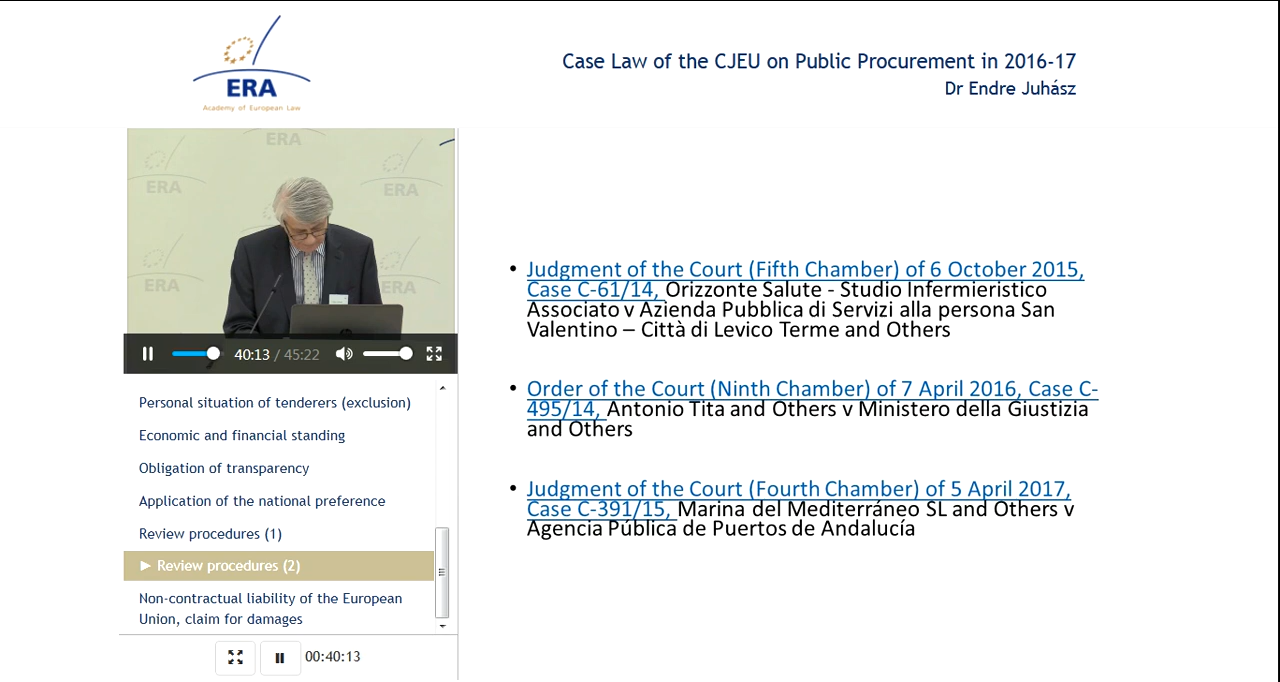 ERA
Academy of European Law
Case Law of the CJEU on Public Procurement in 2016-17
Dr Endre Juhász
ERA
ERA
ERA
ERA
ERA
40:13 / 45:22
Personal situation of tenderers (exclusion)
Economic and financial standing
Obligation of transparency
Application of the national preference
Review procedures (1)
► Review procedures (2)
Non-contractual liability of the European
Union, claim for damages
00:40:13
• Judgment of the Court (Fifth Chamber) of 6 October 2015,
Case C-61/14, Orizzonte Salute - Studio Infermieristico
Associato v Azienda Pubblica di Servizi alla persona San
Valentino – Città di Levico Terme and Others
• Order of the Court (Ninth Chamber) of 7 April 2016, Case C-
495/14, Antonio Tita and Others v Ministero della Giustizia
and Others
• Judgment of the Court (Fourth Chamber) of 5 April 2017,
Case C-391/15, Marina del Mediterráneo SL and Others v
Agencia Pública de Puertos de Andalucía